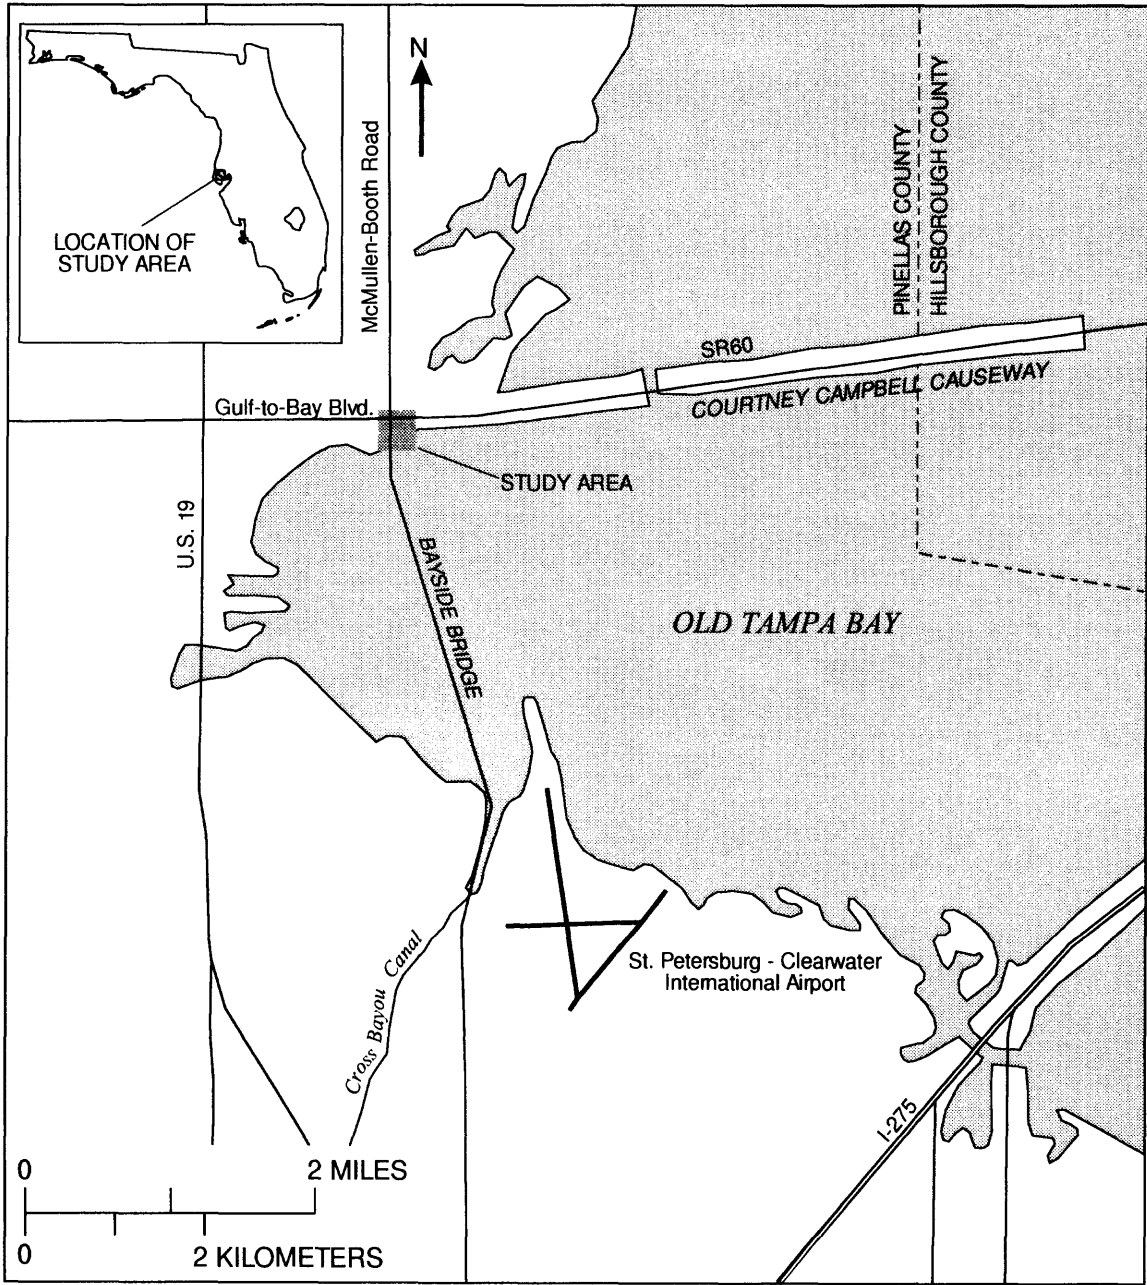 N
McMullen-Booth Road
LOCATION OF
STUDY AREA
PINELLAS COUNTY
HILLSBOROUGH COUNTY
SR60
COURTNEY CAMPBELL CAUSEWAY
Gulf-to-Bay Blvd.
STUDY AREA
U.S. 19
BAYSIDE BRIDGE
OLD TAMPA BAY
St. Petersburg - Clearwater
International Airport
Cross Bayou Canal
I-275
0
2 MILES
0
2 KILOMETERS